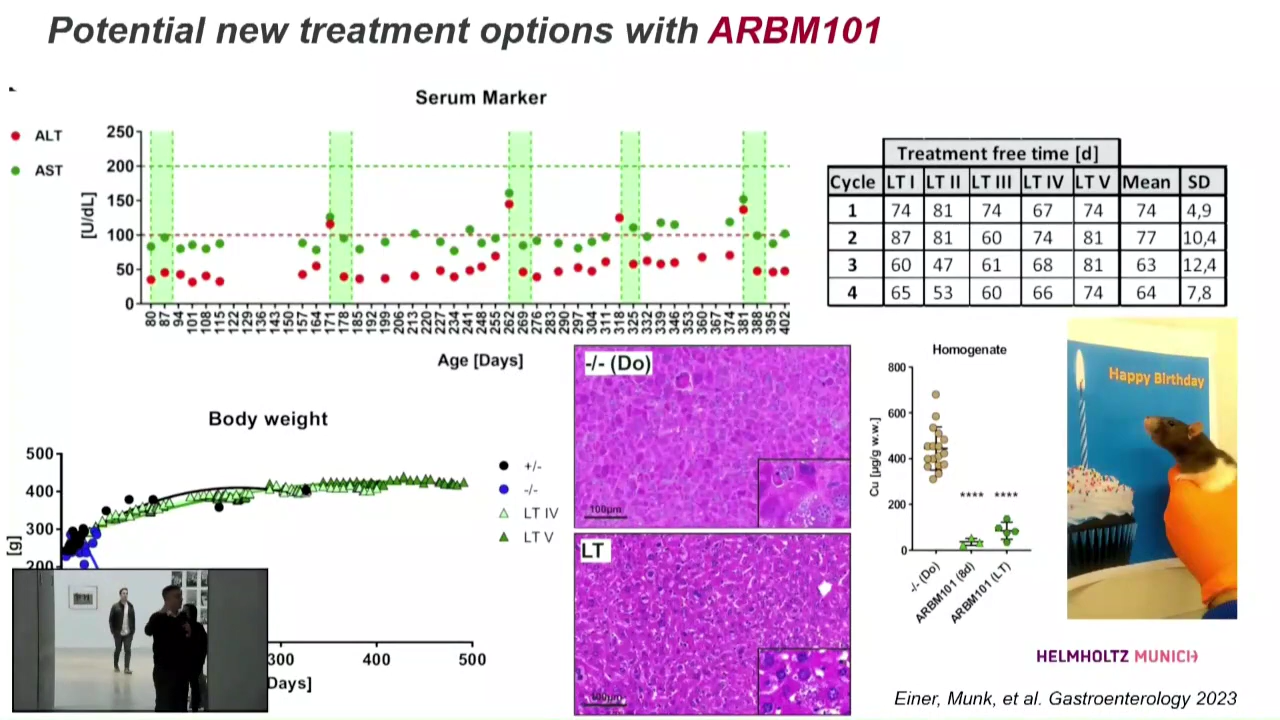 Potential new treatment options with ARBM101
Serum Marker
ALT
AST
[U/dL]
250
200
150
100
50
0
80 87 94 101 108 115 122 129 136 143 150 157 164 171 178 185 192 199 206 213 220 227 234 241 248 255 262 269 276 283 290 297 304 311 318 325 332 339 346 353 360 367 374 381 388 395 402
Age [Days]
Treatment free time [d]
Cycle LT I LT II LT III LT IV LT V Mean SD
1 74 81 74 67 74 74 4,9
2 87 81 60 74 81 77 10,4
3 60 47 61 68 81 63 12,4
4 65 53 60 66 74 64 7,8
Body weight
[g]
500
400
300
200
300 400 500
Days]
+/-
-/-
LT IV
LT V
-/- (Do)
100µm
LT
100µm
Homogenate
Cu [µg/g w.w.]
800
600
400
200
0
**** ****
-/- (Do)
ARBM101 (8d)
ARBM101 (LT)
Happy Birthday
HELMHOLTZ MUNICH
Einer, Munk, et al. Gastroenterology 2023